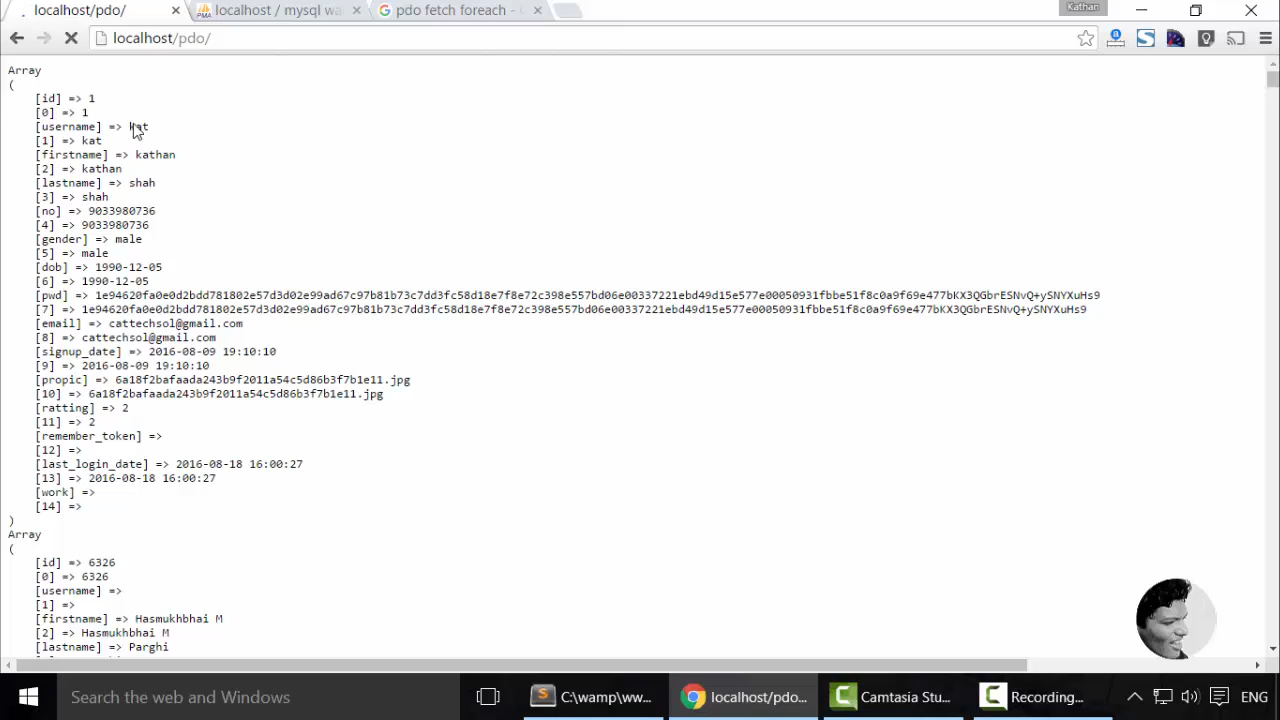 localhost/pdo/
localhost / mysql wa
pdo fetch foreach - G
Kathan
localhost/pdo/
Array
(
[id] => 1
[0] => 1
[username] => kat
[1] => kat
[firstname] => kathan
[2] => kathan
[lastname] => shah
[3] => shah
[no] => 9033980736
[4] => 9033980736
[gender] => male
[5] => male
[dob] => 1990-12-05
[6] => 1990-12-05
[pwd] => 1e94620fa0e0d2bdd781802e57d3d02e99ad67c97b81b73c7dd3fc58d18e7f8e72c398e557bd06e00337221ebd49d15e577e00050931fbbe51f8c0a9f69e477bKX3QGbrESNvQ+ySNYXuHs9
[7] => 1e94620fa0e0d2bdd781802e57d3d02e99ad67c97b81b73c7dd3fc58d18e7f8e72c398e557bd06e00337221ebd49d15e577e00050931fbbe51f8c0a9f69e477bKX3QGbrESNvQ+ySNYXuHs9
[email] => cattechsol@gmail.com
[8] => cattechsol@gmail.com
[signup_date] => 2016-08-09 19:10:10
[9] => 2016-08-09 19:10:10
[propic] => 6a18f2bafaada243b9f2011a54c5d86b3f7b1e11.jpg
[10] => 6a18f2bafaada243b9f2011a54c5d86b3f7b1e11.jpg
[ratting] => 2
[11] => 2
[remember_token] =>
[12] =>
[last_login_date] => 2016-08-18 16:00:27
[13] => 2016-08-18 16:00:27
[work] =>
[14] =>
)
Array
(
[id] => 6326
[0] => 6326
[username] =>
[1] =>
[firstname] => Hasmukhbhai M
[2] => Hasmukhbhai M
[lastname] => Parghi
Search the web and Windows
C:\wamp\ww...
localhost/pdo...
Camtasia Stu...
Recording...
ENG